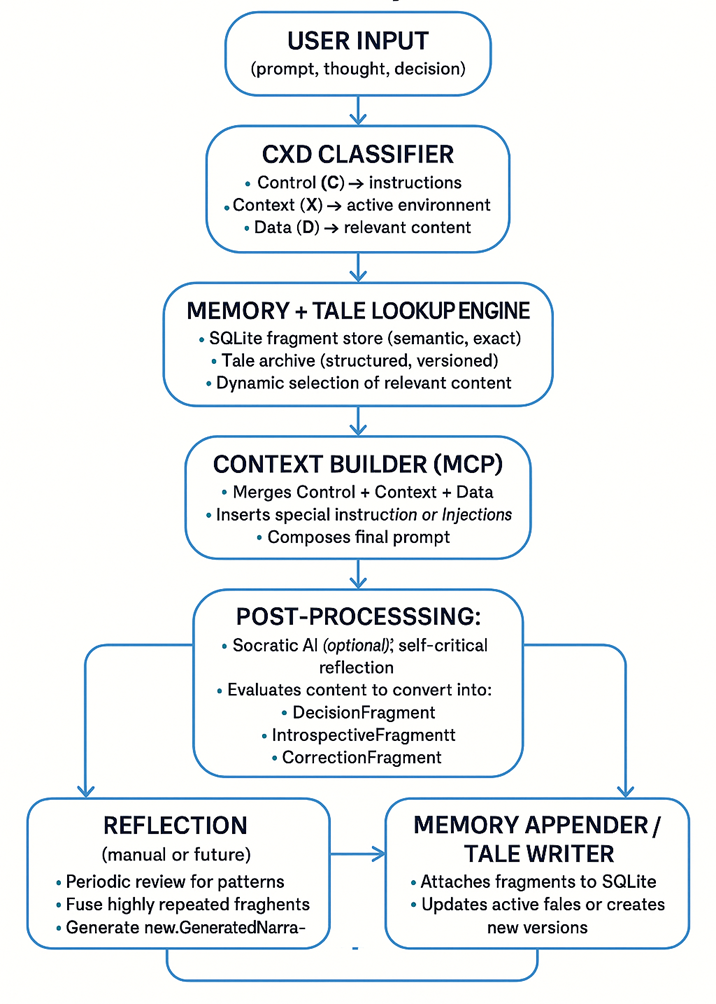 USER INPUT
(prompt, thought, decision)
CXD CLASSIFIER
• Control (C) → instructions
• Context (X) → active environnent
• Data (D) → relevant content
MEMORY + TALE LOOKUP ENGINE
• SQLite fragment store (semantic, exact)
• Tale archive (structured, versioned)
• Dynamic selection of relevant content
CONTEXT BUILDER (MCP)
• Merges Control + Context + Data
• Inserts special instruction or Injections
• Composes final prompt
POST-PROCESSSING:
• Socratic AI (optional); self-critical
reflection
• Evaluates content to convert into:
• DecisionFragment
• IntrospectiveFragmentt
• CorrectionFragment
REFLECTION
(manual or future)
• Periodic review for patterns
• Fuse highly repeated fraghents
• Generate new.GeneratedNarra-
MEMORY APPENDER /
TALE WRITER
• Attaches fragments to SQLite
• Updates active fales or creates
new versions